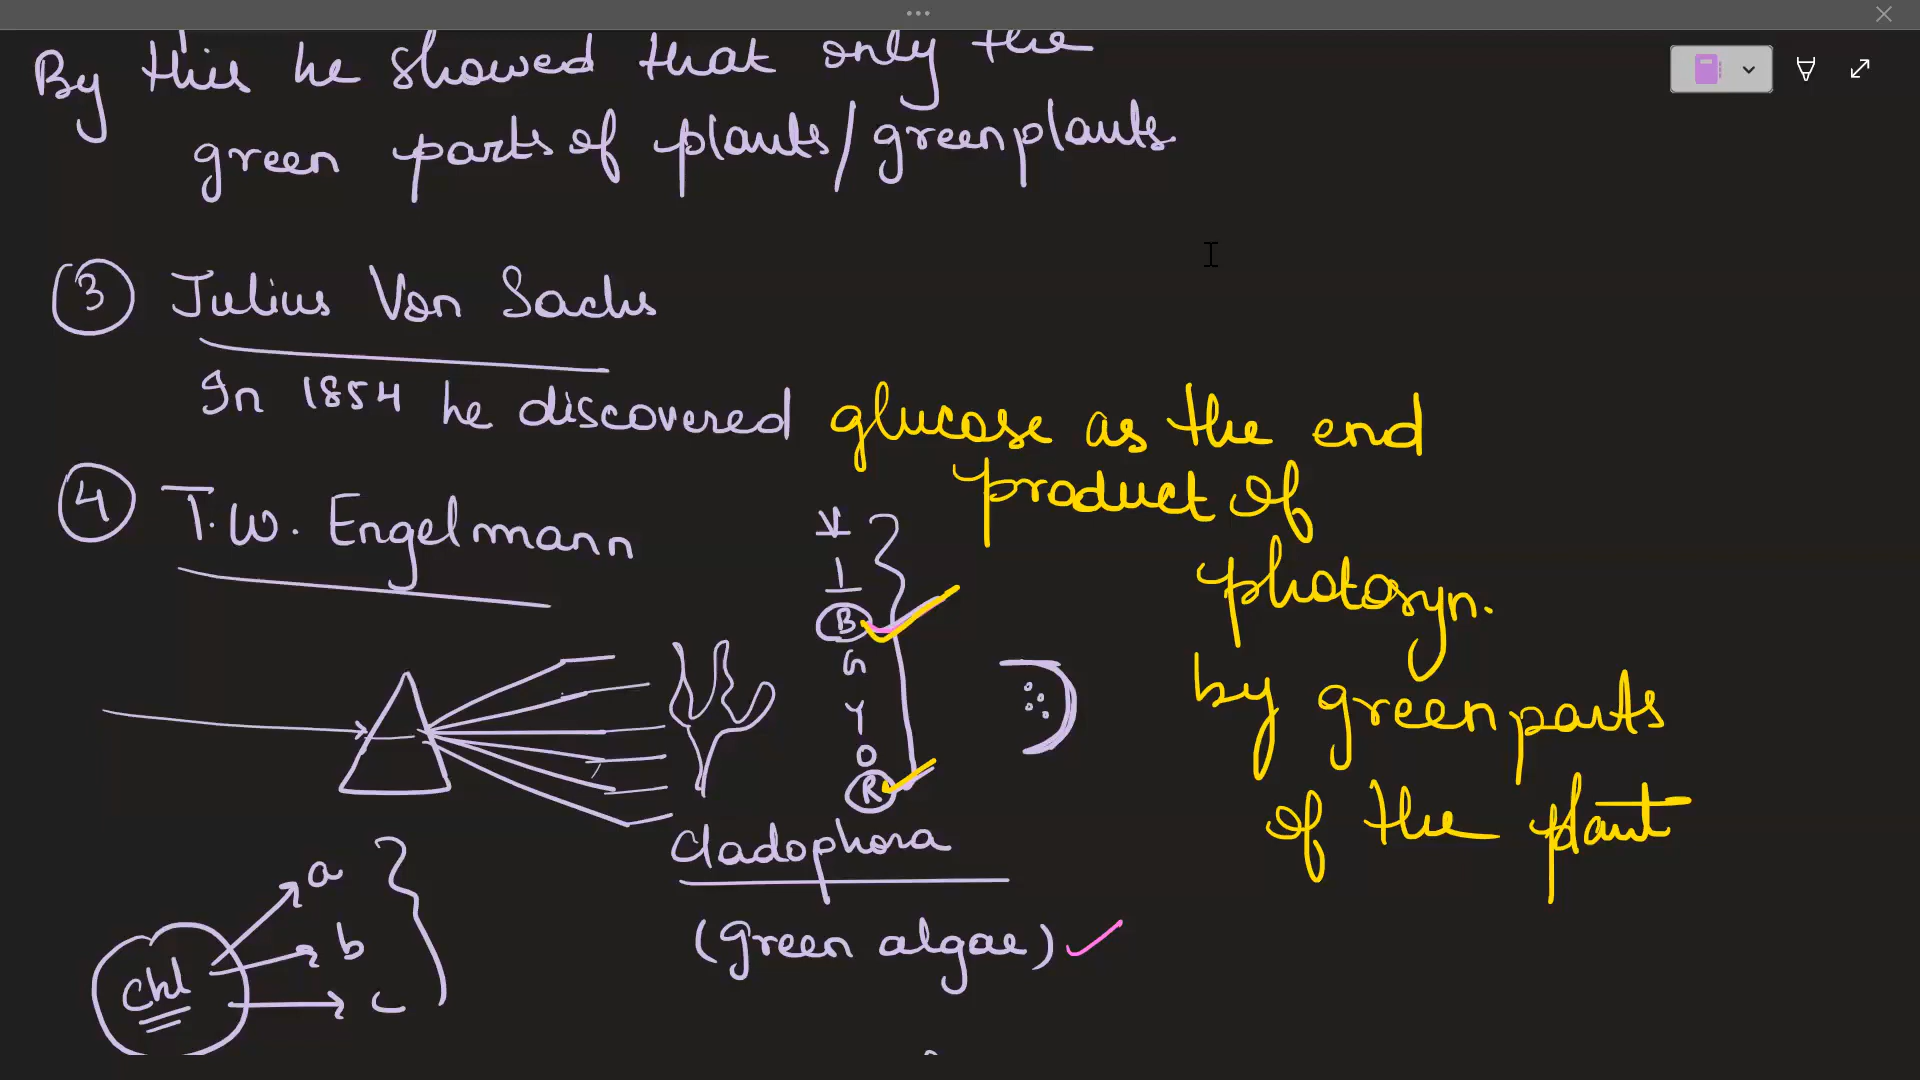 By this he showed that only the
green parts of plants/greenplants.
3 Julius Von Sachs
In 1854 he discovered glucose as the end
product of
photosyn.
by green parts
of the plant
4 T.W. Engelmann
V
I
B
G
Y
O
R
Cladophora
(green algae)
Chl
a
b
c